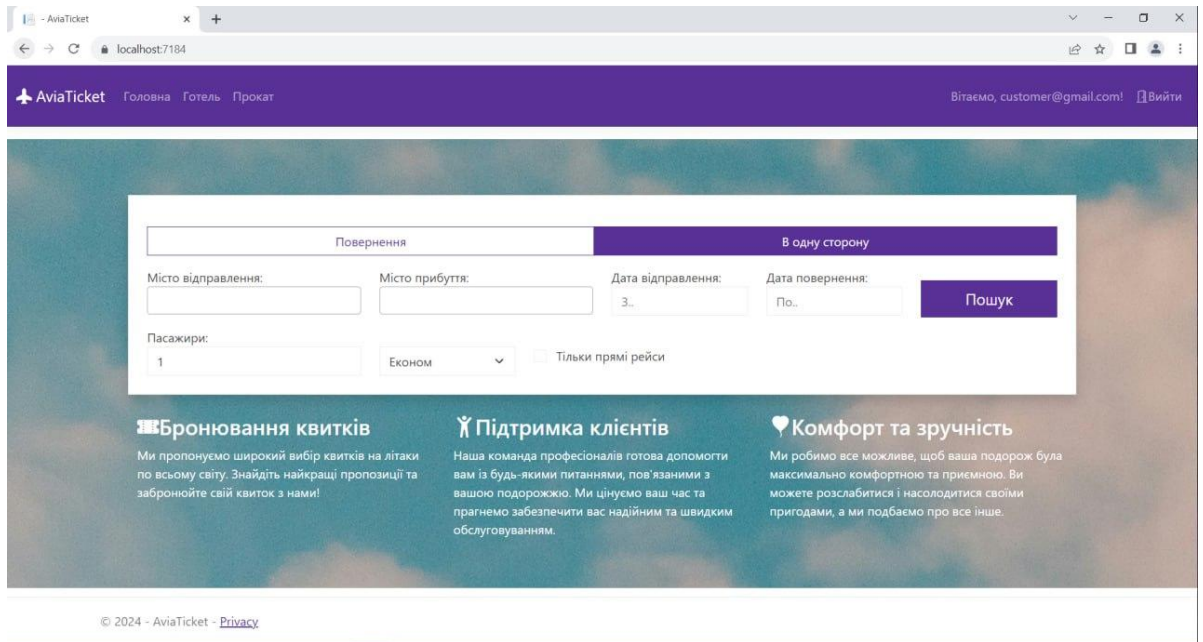 - AviaTicket
localhost:7184
AviaTicket Головна Готель Прокат Вітаємо, customer@gmail.com! Вийти
Повернення В одну сторону
Місто відправлення: Місто прибуття: Дата відправлення: Дата повернення:
З.. По.. Пошук
Пасажири:
1 Економ Тільки прямі рейси
Бронювання квитків
Ми пропонуємо широкий вибір квитків на літаки
по всьому світу. Знайдіть найкращі пропозиції та
забронюйте свій квиток з нами!
Підтримка клієнтів
Наша команда професіоналів готова допомогти
вам із будь-якими питаннями, пов'язаними з
вашою подорожжю. Ми цінуємо ваш час та
прагнемо забезпечити вас надійним та швидким
обслуговуванням.
Комфорт та зручність
Ми робимо все можливе, щоб ваша подорож була
максимально комфортною та приємною. Ви
можете розслабитися і насолодитися своїми
пригодами, а ми подбаємо про все інше.
© 2024 - AviaTicket - Privacy